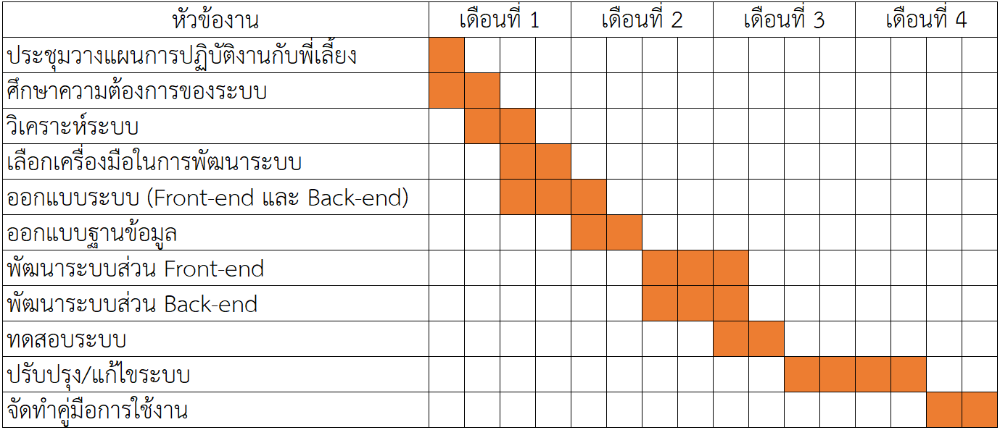 หัวข้องาน เดือนที่ 1 เดือนที่ 2 เดือนที่ 3 เดือนที่ 4
ประชุมวางแผนการปฏิบัติงานกับพี่เลี้ยง
ศึกษาความต้องการของระบบ
วิเคราะห์ระบบ
เลือกเครื่องมือในการพัฒนาระบบ
ออกแบบระบบ (Front-end และ Back-end)
ออกแบบฐานข้อมูล
พัฒนาระบบส่วน Front-end
พัฒนาระบบส่วน Back-end
ทดสอบระบบ
ปรับปรุง/แก้ไขระบบ
จัดทำคู่มือการใช้งาน